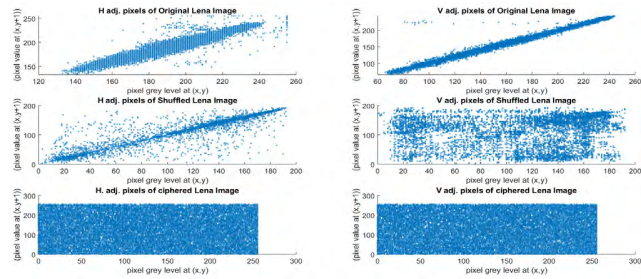 H adj. pixels of Original Lena Image
(pixel value at (x,y+1))
250
200
150
120 140 160 180 200 220 240 260
pixel grey level at (x,y)
V adj. pixels of Original Lena Image
(pixel value at (x,y+1))
200
150
100
60 80 100 120 140 160 180 200 220 240 260
pixel grey level at (x,y)
H adj. pixels of Shuffled Lena Image
(pixel value at (x,y+1))
200
100
0
0 20 40 60 80 100 120 140 160 180 200
pixel grey level at (x,y)
V adj. pixels of Shuffled Lena Image
(pixel value at (x,y+1))
200
100
0
0 20 40 60 80 100 120 140 160 180 200
pixel grey level at (x,y)
H. adj. pixels of ciphered Lena Image
(pixel value at (x,y+1))
300
200
100
0
0 50 100 150 200 250 300
pixel grey level at (x,y)
V adj. pixels of ciphered Lena Image
(pixel value at (x,y+1))
300
200
100
0
0 50 100 150 200 250 300
pixel grey level at (x,y)